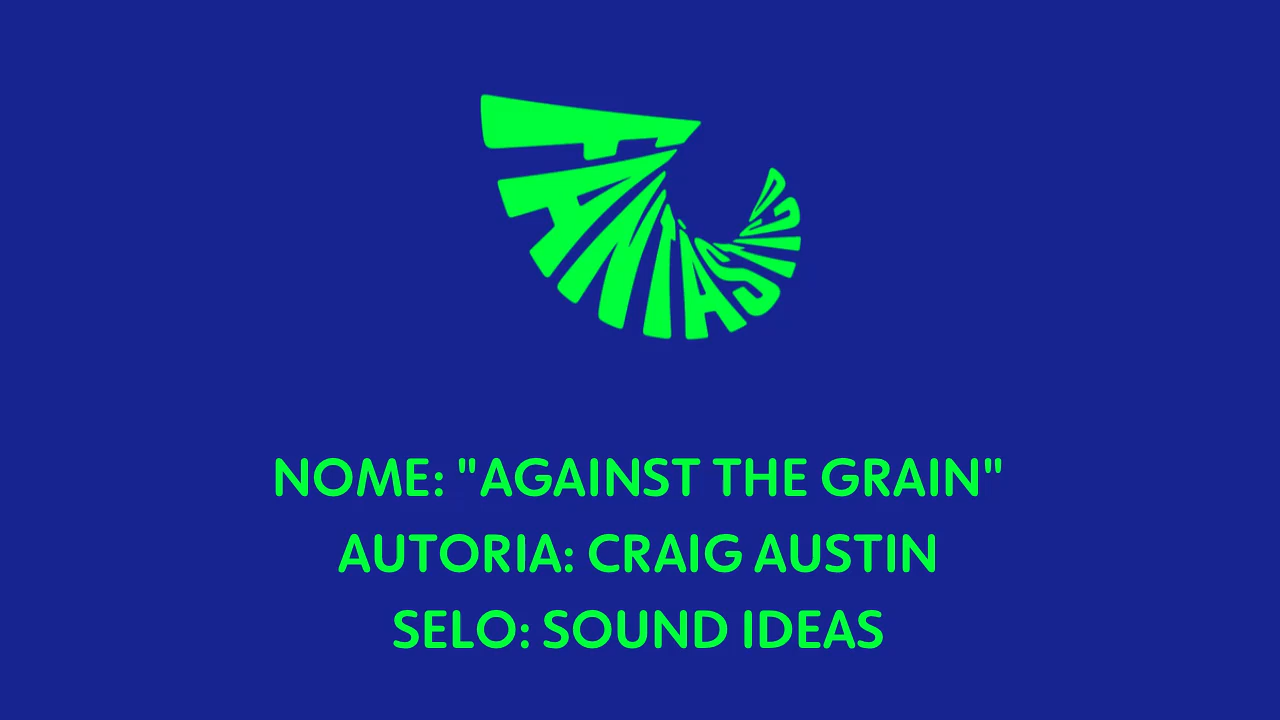 FANTÁSTICO
NOME: "AGAINST THE GRAIN"
AUTORIA: CRAIG AUSTIN
SELO: SOUND IDEAS